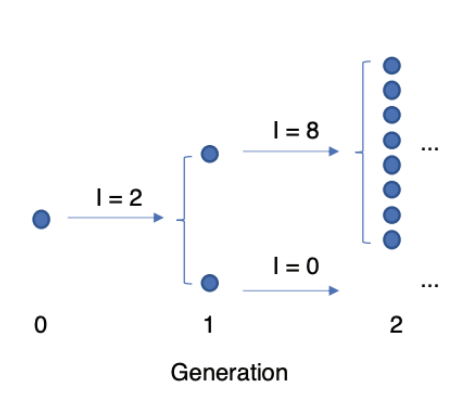 I = 8
...
I = 2
I = 0
...
0 1 2
Generation